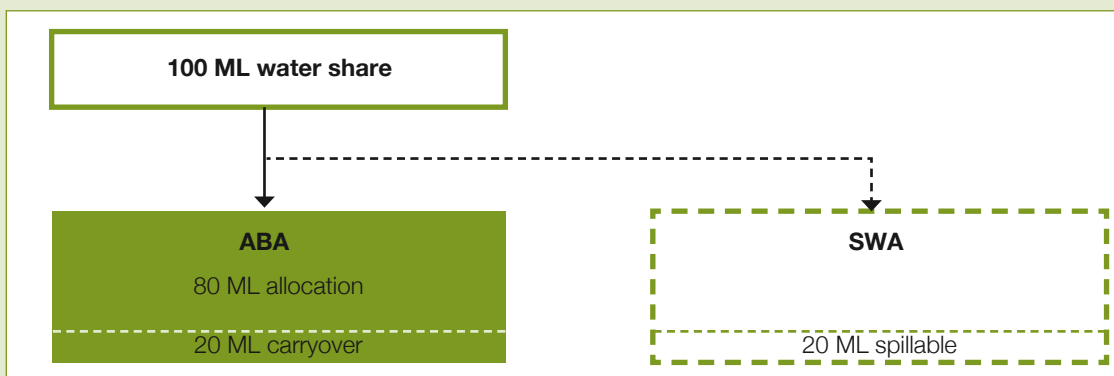 100 ML water share
ABA
80 ML allocation
20 ML carryover
SWA
20 ML spillable